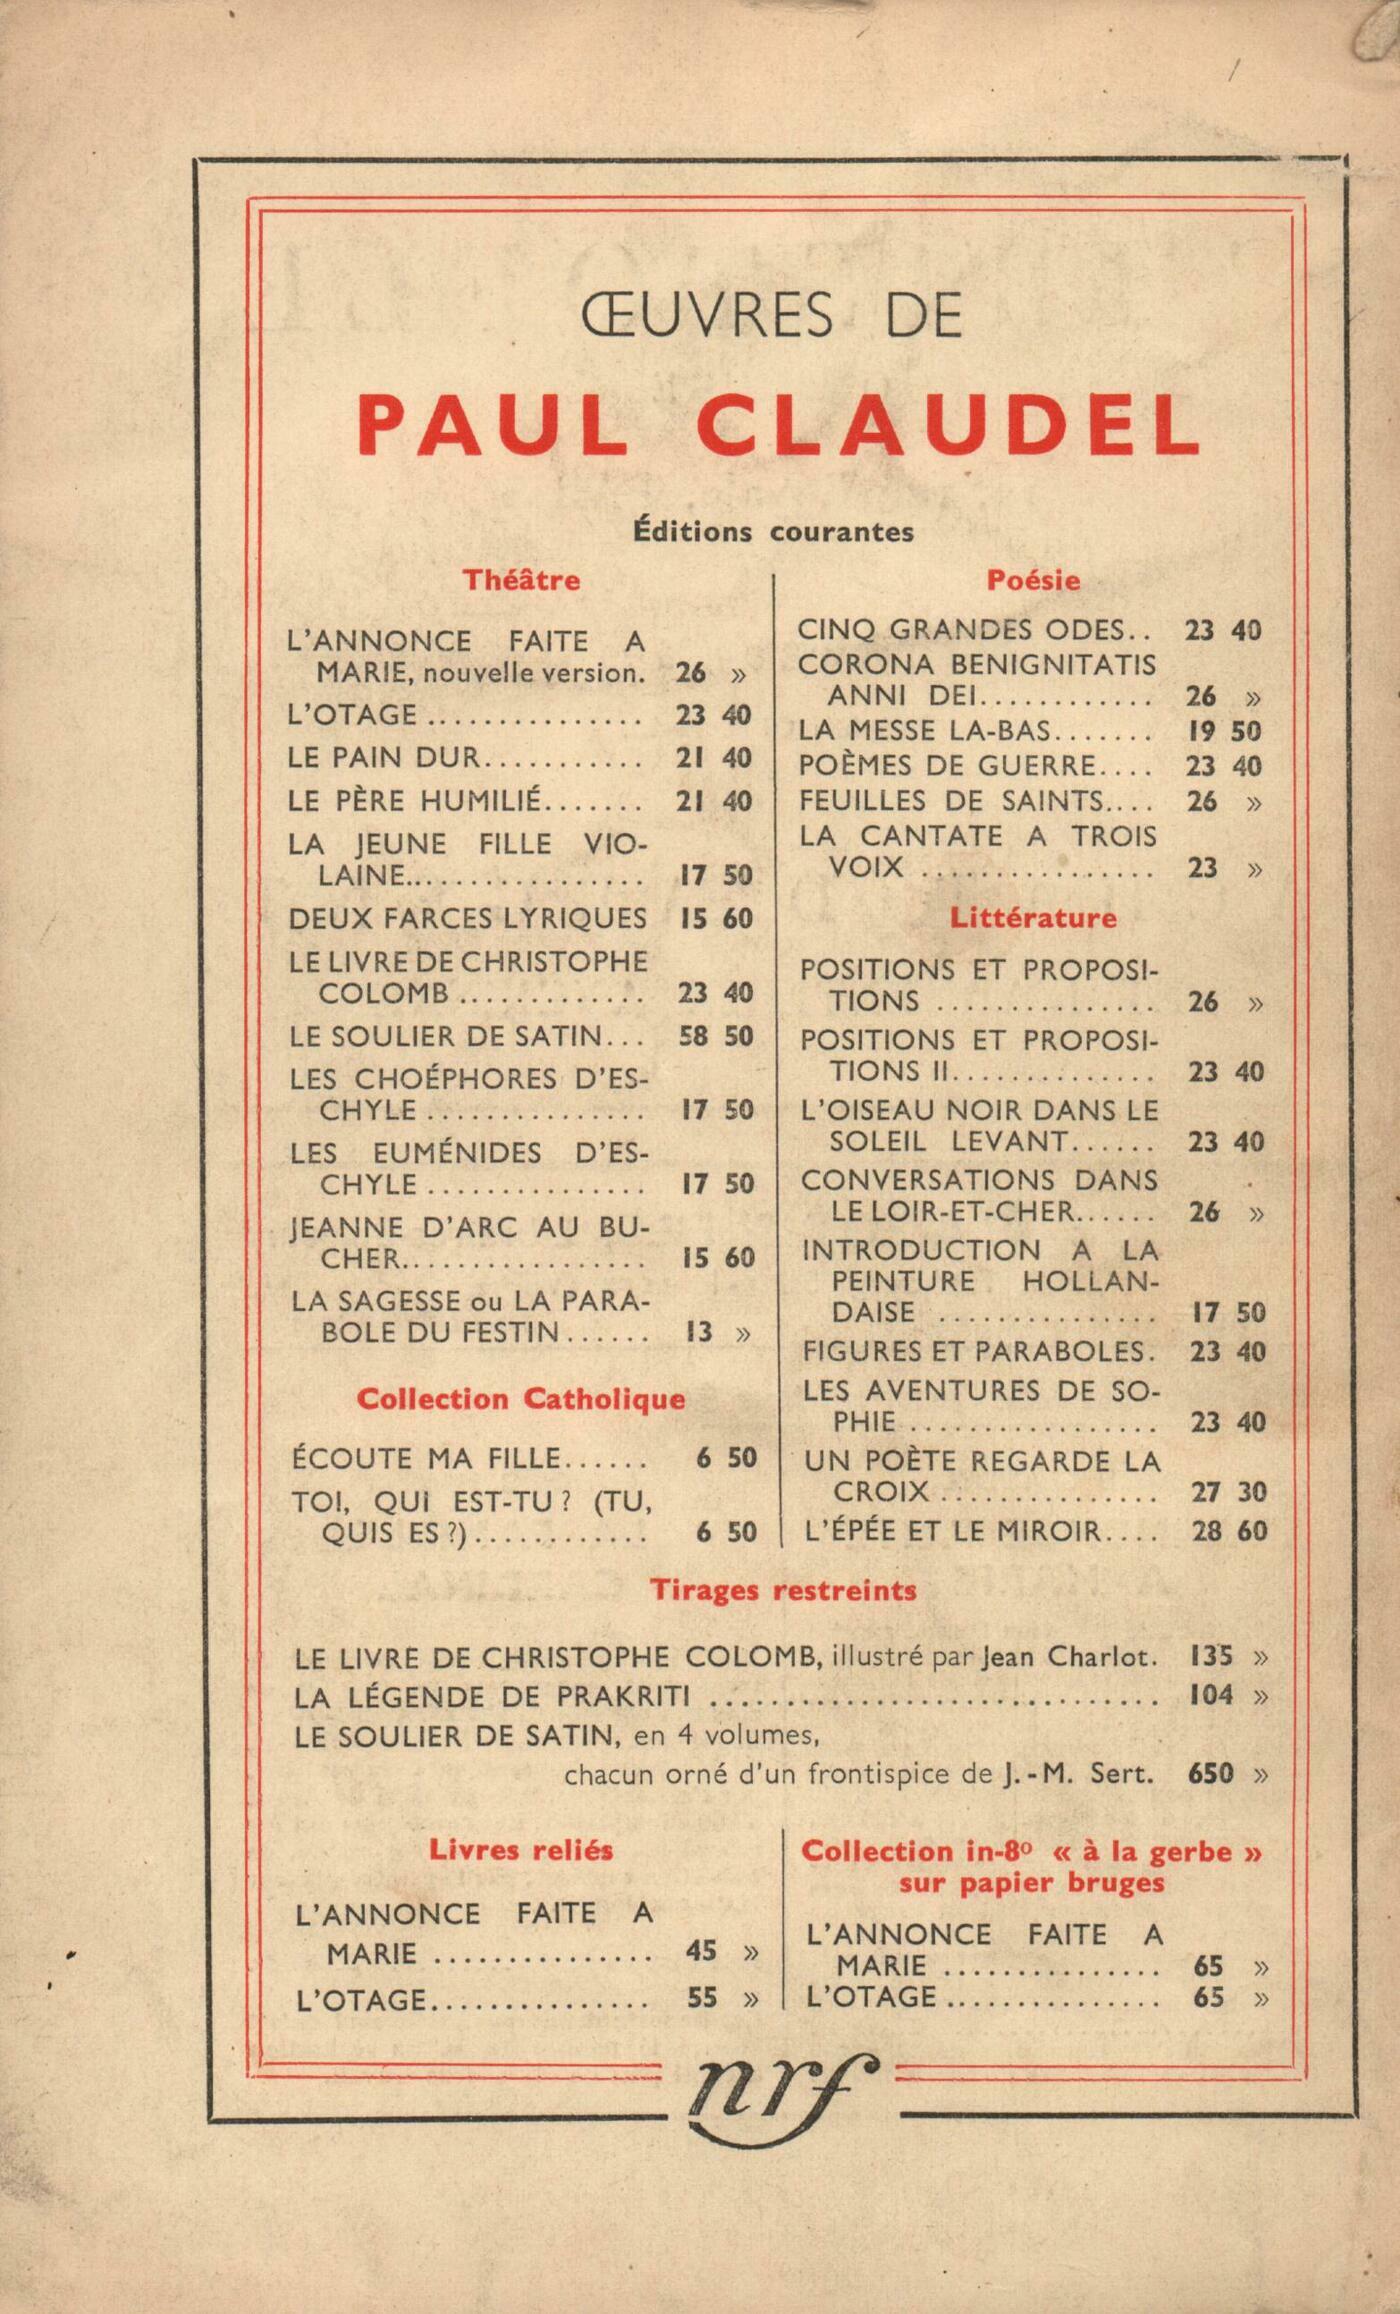 ŒUVRES DE
PAUL CLAUDEL
Éditions courantes
Théâtre
L'ANNONCE FAITE A
MARIE, nouvelle version. 26 »
L'OTAGE ............... 23 40
LE PAIN DUR........... 21 40
LE PÈRE HUMILIÉ....... 21 40
LA JEUNE FILLE VIO-
LAINE................. 17 50
DEUX FARCES LYRIQUES 15 60
LE LIVRE DE CHRISTOPHE
COLOMB ............. 23 40
LE SOULIER DE SATIN... 58 50
LES CHOÉPHORES D'ES-
CHYLE ............... 17 50
LES EUMÉNIDES D'ES-
CHYLE ............... 17 50
JEANNE D'ARC AU BU-
CHER................. 15 60
LA SAGESSE ou LA PARA-
BOLE DU FESTIN...... 13 »
Collection Catholique
ÉCOUTE MA FILLE...... 6 50
TOI, QUI EST-TU ? (TU,
QUIS ES ?)............ 6 50
Poésie
CINQ GRANDES ODES.. 23 40
CORONA BENIGNITATIS
ANNI DEI............ 26 »
LA MESSE LA-BAS....... 19 50
POÈMES DE GUERRE.... 23 40
FEUILLES DE SAINTS.... 26 »
LA CANTATE A TROIS
VOIX ................ 23 »
Littérature
POSITIONS ET PROPOSI-
TIONS ............... 26 »
POSITIONS ET PROPOSI-
TIONS II.............. 23 40
L'OISEAU NOIR DANS LE
SOLEIL LEVANT...... 23 40
CONVERSATIONS DANS
LE LOIR-ET-CHER...... 26 »
INTRODUCTION A LA
PEINTURE HOLLAN-
DAISE ............... 17 50
FIGURES ET PARABOLES. 23 40
LES AVENTURES DE SO-
PHIE ................. 23 40
UN POÈTE REGARDE LA
CROIX ............... 27 30
L'ÉPÉE ET LE MIROIR.... 28 60
Tirages restreints
LE LIVRE DE CHRISTOPHE COLOMB, illustré par Jean Charlot. 135 »
LA LÉGENDE DE PRAKRITI .............................. 104 »
LE SOULIER DE SATIN, en 4 volumes,
chacun orné d'un frontispice de J.-M. Sert. 650 »
Livres reliés
L'ANNONCE FAITE A
MARIE ............... 45 »
L'OTAGE............... 55 »
Collection in-8º « à la gerbe »
sur papier bruges
L'ANNONCE FAITE A
MARIE ............... 65 »
L'OTAGE ............... 65 »
nrf